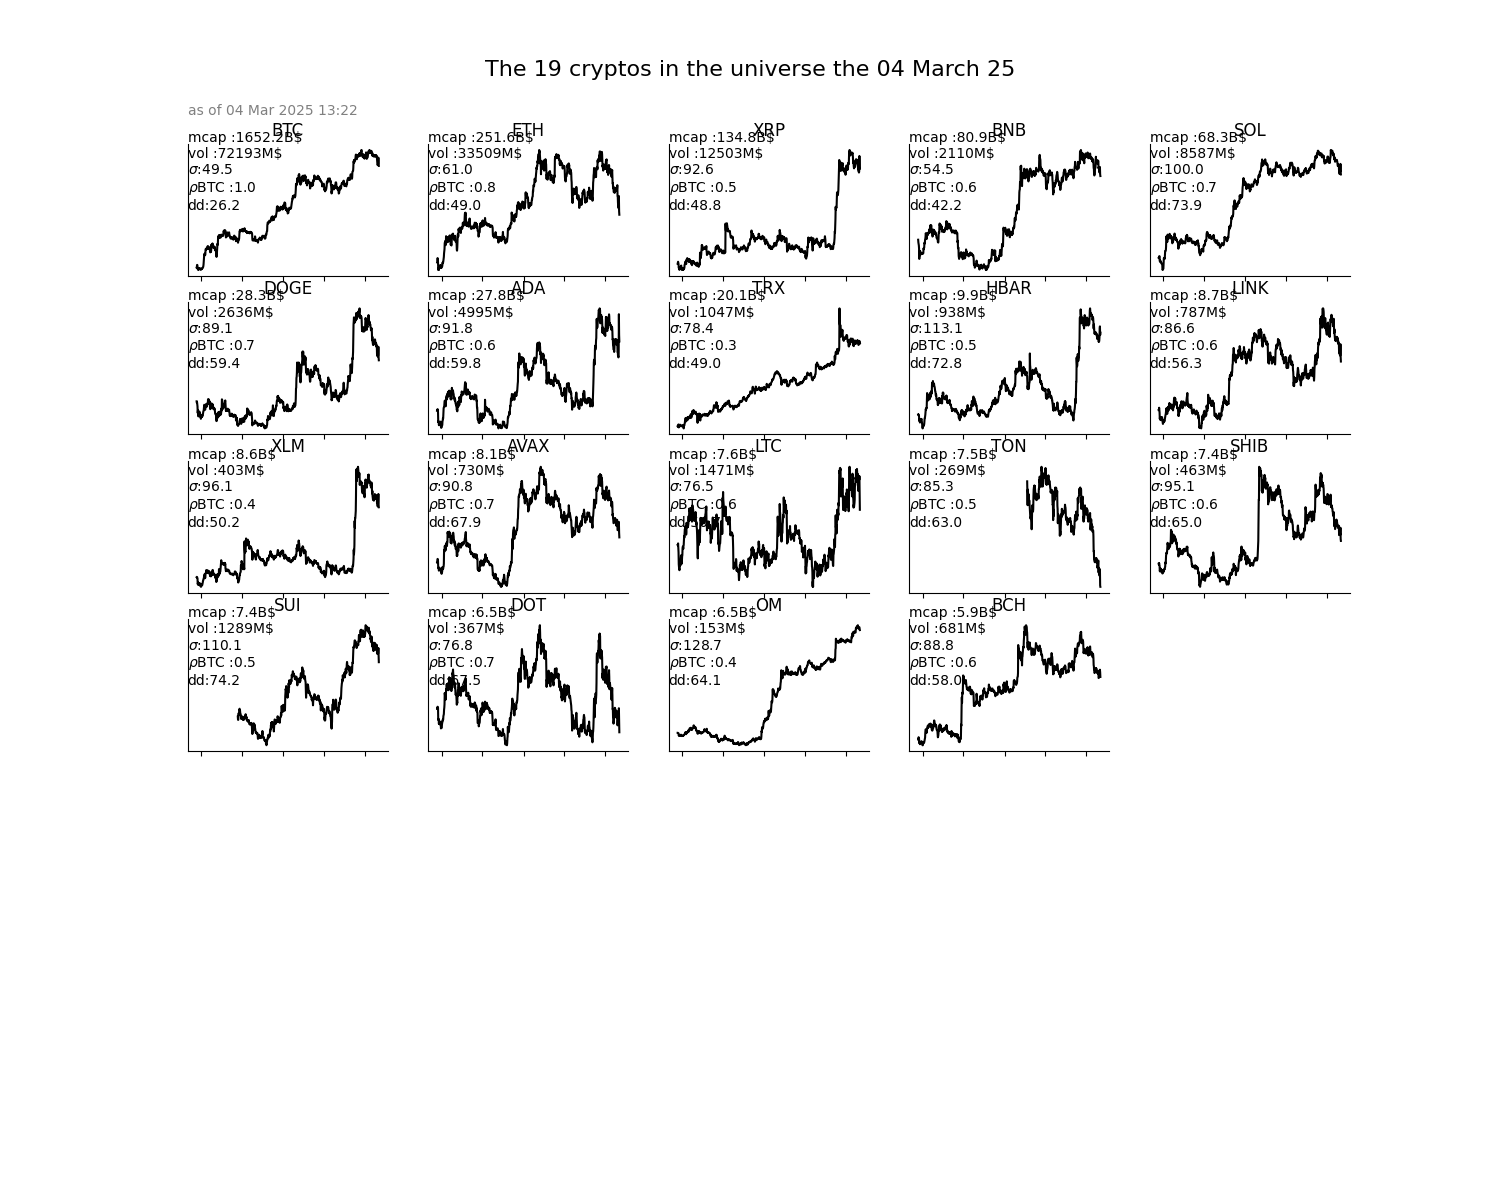 The 19 cryptos in the universe the 04 March 25
as of 04 Mar 2025 13:22
BTC
mcap :1652.2B$
vol :72193M$
σ:49.5
ρBTC :1.0
dd:26.2
ETH
mcap :251.6B$
vol :33509M$
σ:61.0
ρBTC :0.8
dd:49.0
XRP
mcap :134.8B$
vol :12503M$
σ:92.6
ρBTC :0.5
dd:48.8
BNB
mcap :80.9B$
vol :2110M$
σ:54.5
ρBTC :0.6
dd:42.2
SOL
mcap :68.3B$
vol :8587M$
σ:100.0
ρBTC :0.7
dd:73.9
DOGE
mcap :28.3B$
vol :2636M$
σ:89.1
ρBTC :0.7
dd:59.4
ADA
mcap :27.8B$
vol :4995M$
σ:91.8
ρBTC :0.6
dd:59.8
TRX
mcap :20.1B$
vol :1047M$
σ:78.4
ρBTC :0.3
dd:49.0
HBAR
mcap :9.9B$
vol :938M$
σ:113.1
ρBTC :0.5
dd:72.8
LINK
mcap :8.7B$
vol :787M$
σ:86.6
ρBTC :0.6
dd:56.3
XLM
mcap :8.6B$
vol :403M$
σ:96.1
ρBTC :0.4
dd:50.2
AVAX
mcap :8.1B$
vol :730M$
σ:90.8
ρBTC :0.7
dd:67.9
LTC
mcap :7.6B$
vol :1471M$
σ:76.5
ρBTC :0.6
TON
mcap :7.5B$
vol :269M$
σ:85.3
ρBTC :0.5
dd:63.0
SHIB
mcap :7.4B$
vol :463M$
σ:95.1
ρBTC :0.6
dd:65.0
SUI
mcap :7.4B$
vol :1289M$
σ:110.1
ρBTC :0.5
dd:74.2
DOT
mcap :6.5B$
vol :367M$
σ:76.8
ρBTC :0.7
dd:57.5
OM
mcap :6.5B$
vol :153M$
σ:128.7
ρBTC :0.4
dd:64.1
BCH
mcap :5.9B$
vol :681M$
σ:88.8
ρBTC :0.6
dd:58.0